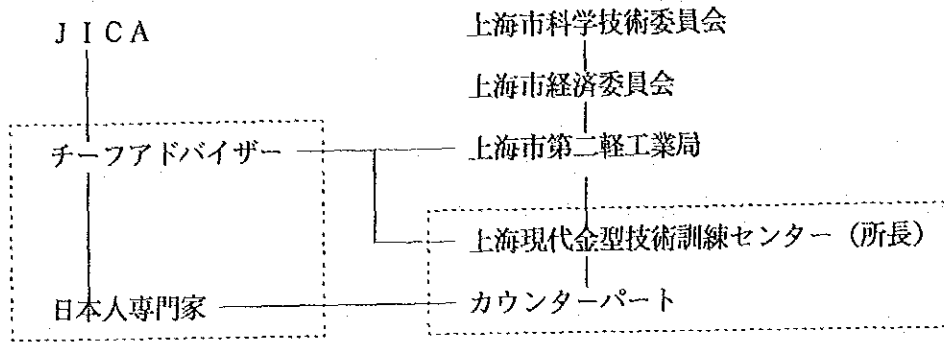 JICA
上海市科学技術委員会
上海市経済委員会
チーフアドバイザー
上海市第二軽工業局
上海現代金型技術訓練センター（所長）
日本人専門家
カウンターパート